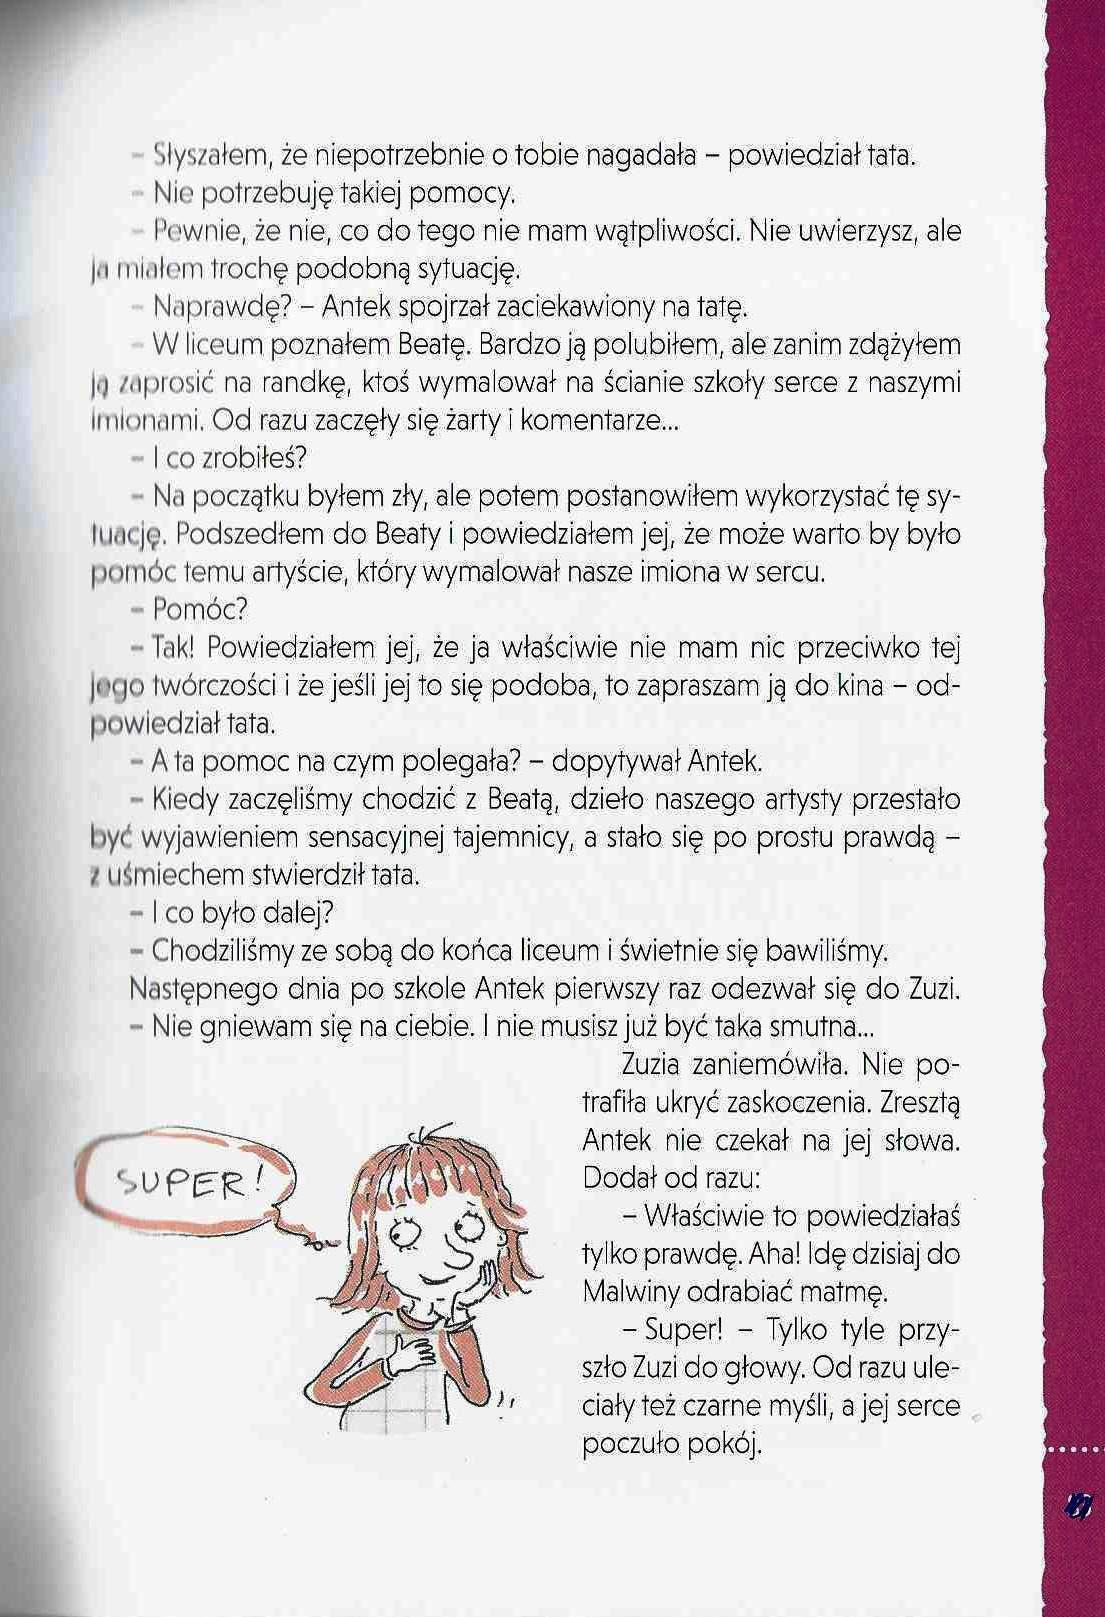 – Słyszałem, że niepotrzebnie o tobie nagadała – powiedział tata.
– Nie potrzebuję takiej pomocy.
– Pewnie, że nie, co do tego nie mam wątpliwości. Nie uwierzysz, ale
ja miałem trochę podobną sytuację.
– Naprawdę? – Antek spojrzał zaciekawiony na tatę.
– W liceum poznałem Beatę. Bardzo ją polubiłem, ale zanim zdążyłem
ją zaprosić na randkę, ktoś wymalował na ścianie szkoły serce z naszymi
imionami. Od razu zaczęły się żarty i komentarze...
– I co zrobiłeś?
– Na początku byłem zły, ale potem postanowiłem wykorzystać tę sy-
tuację. Podszedłem do Beaty i powiedziałem jej, że może warto by było
pomóc temu artyście, który wymalował nasze imiona w sercu.
– Pomóc?
– Tak! Powiedziałem jej, że ja właściwie nie mam nic przeciwko tej
jego twórczości i że jeśli jej to się podoba, to zapraszam ją do kina – od-
powiedział tata.
– A ta pomoc na czym polegała? – dopytywał Antek.
– Kiedy zaczęliśmy chodzić z Beatą, dzieło naszego artysty przestało
być wyjawieniem sensacyjnej tajemnicy, a stało się po prostu prawdą –
z uśmiechem stwierdził tata.
– I co było dalej?
– Chodziliśmy ze sobą do końca liceum i świetnie się bawiliśmy.
Następnego dnia po szkole Antek pierwszy raz odezwał się do Zuzi.
– Nie gniewam się na ciebie. I nie musisz już być taka smutna...
Zuzia zaniemówiła. Nie po-
trafiła ukryć zaskoczenia. Zresztą
Antek nie czekał na jej słowa.
Dodał od razu:
– Właściwie to powiedziałaś
tylko prawdę. Aha! Idę dzisiaj do
Malwiny odrabiać matmę.
– Super! – Tylko tyle przy-
szło Zuzi do głowy. Od razu ule-
ciały też czarne myśli, a jej serce
poczuło pokój.
SUPER!